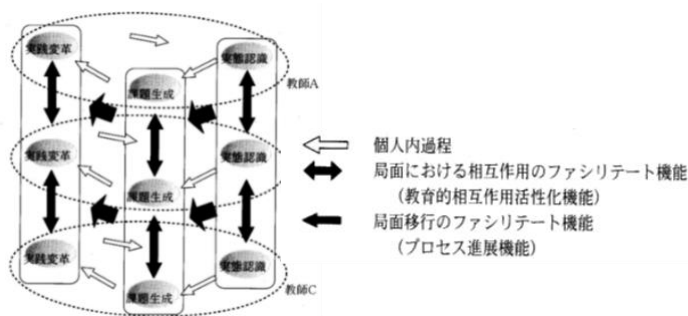 実践変革
実態認識
課題生成
教師A
実践変革
実態認識
課題生成
実践変革
実態認識
課題生成
教師C
個人内過程
局面における相互作用のファシリテート機能
（教育的相互作用活性化機能）
局面移行のファシリテート機能
（プロセス進展機能）